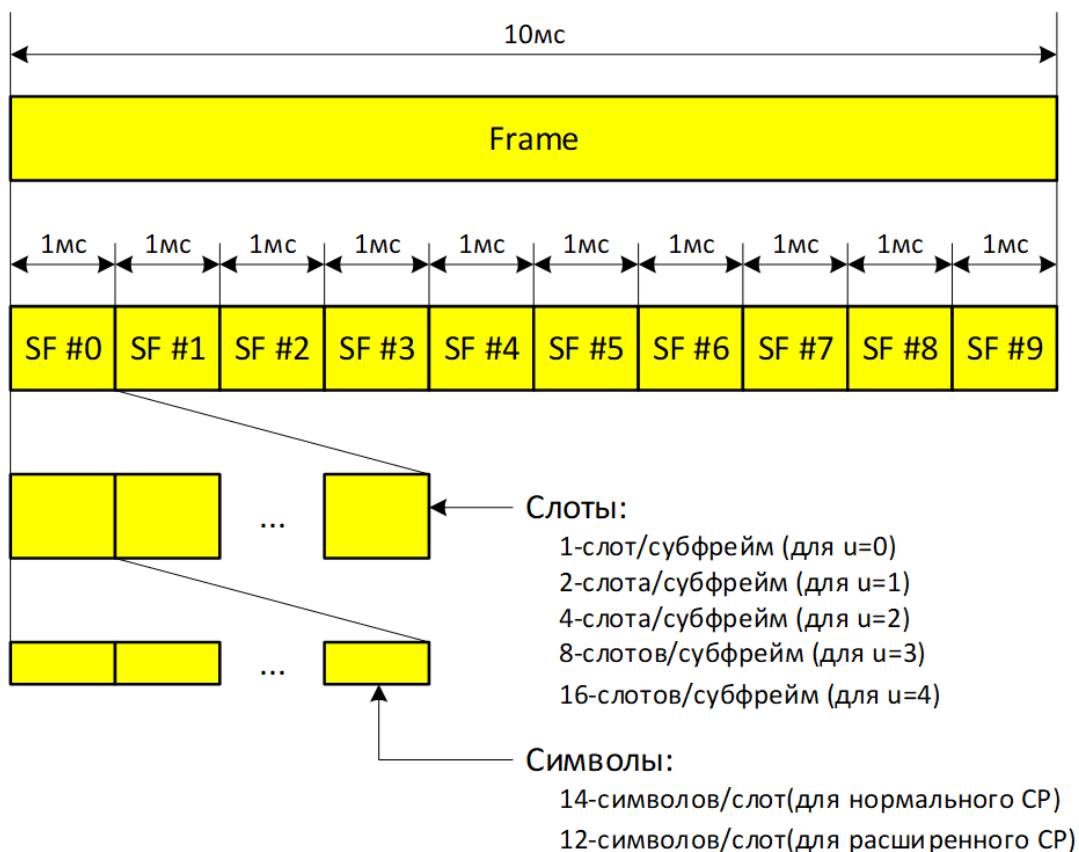 10мс
Frame
1мс 1мс 1мс 1мс 1мс 1мс 1мс 1мс 1мс 1мс
SF #0 SF #1 SF #2 SF #3 SF #4 SF #5 SF #6 SF #7 SF #8 SF #9
...
Слоты:
1-слот/субфрейм (для u=0)
2-слота/субфрейм (для u=1)
4-слота/субфрейм (для u=2)
8-слотов/субфрейм (для u=3)
16-слотов/субфрейм (для u=4)
...
Символы:
14-символов/слот(для нормального CP)
12-символов/слот(для расширенного CP)